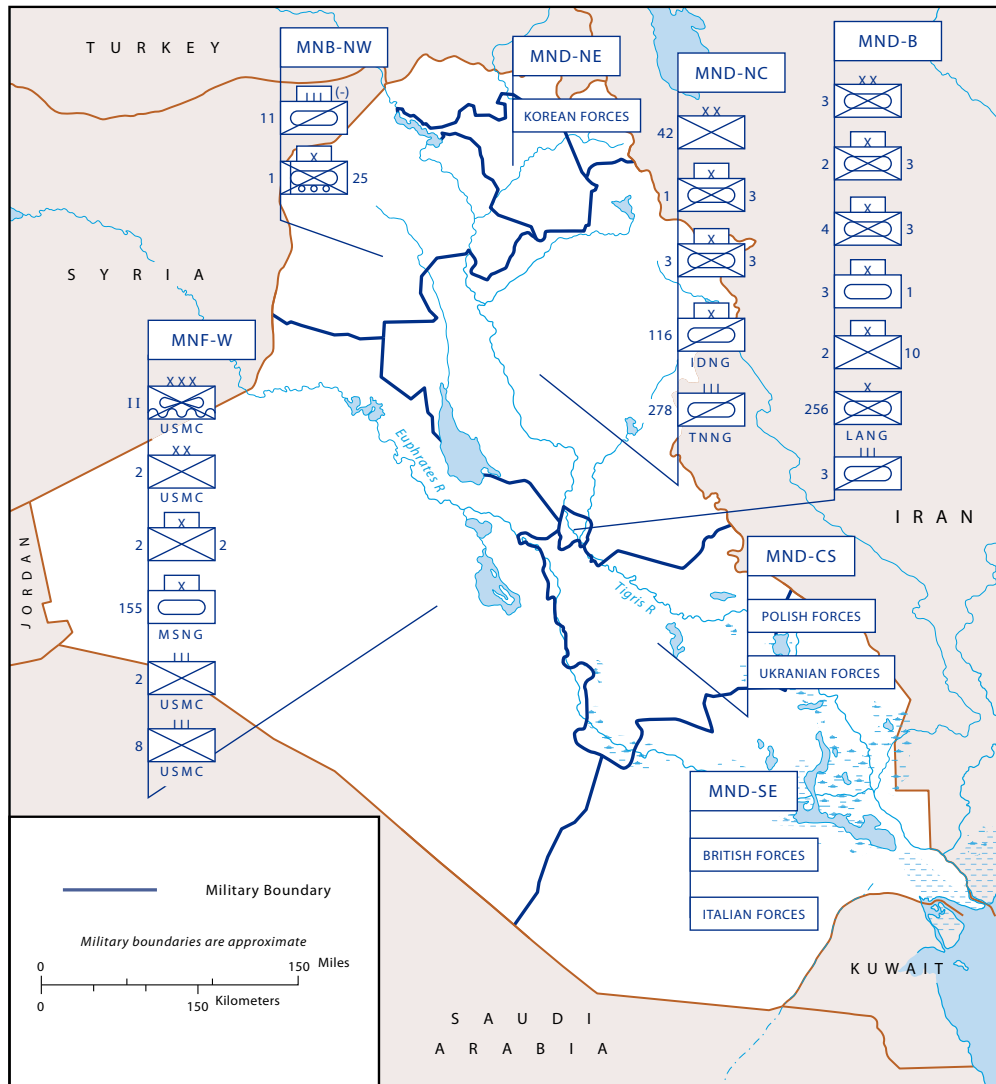 TURKEY
MNB-NW
(-)
III
11
X
1 25
MND-NE
KOREAN FORCES
MND-NC
XX
42
X
1 3
X
3 3
X
116
IDNG
III
278
TNNG
MND-B
XX
3
X
2 3
X
4 3
X
3 1
X
2 10
X
256
LANG
III
3
SYRIA
MNF-W
XXX
II
USMC
XX
2
USMC
X
2 2
X
155
MSNG
III
2
USMC
III
8
USMC
Euphrates R
Tigris R
IRAN
JORDAN
MND-CS
POLISH FORCES
UKRANIAN FORCES
MND-SE
BRITISH FORCES
ITALIAN FORCES
KUWAIT
SAUDI
ARABIA
Military Boundary
Military boundaries are approximate
0 150 Miles
0 150 Kilometers